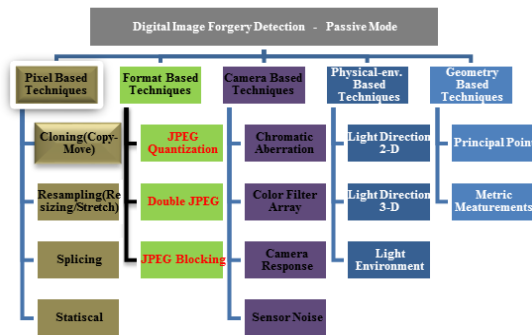 Digital Image Forgery Detection - Passive Mode
Pixel Based
Techniques
Format Based
Techniques
Camera Based
Techniques
Physical-env.
Based
Techniques
Geometry
Based
Techniques
Cloning(Copy-
Move)
Resampling(Re
sizing/Stretch)
Splicing
Statiscal
JPEG
Quantization
Double JPEG
JPEG Blocking
Chromatic
Aberration
Color Filter
Array
Camera
Response
Sensor Noise
Light Direction
2-D
Light Direction
3-D
Light
Environment
Principal Point
Metric
Meaturements